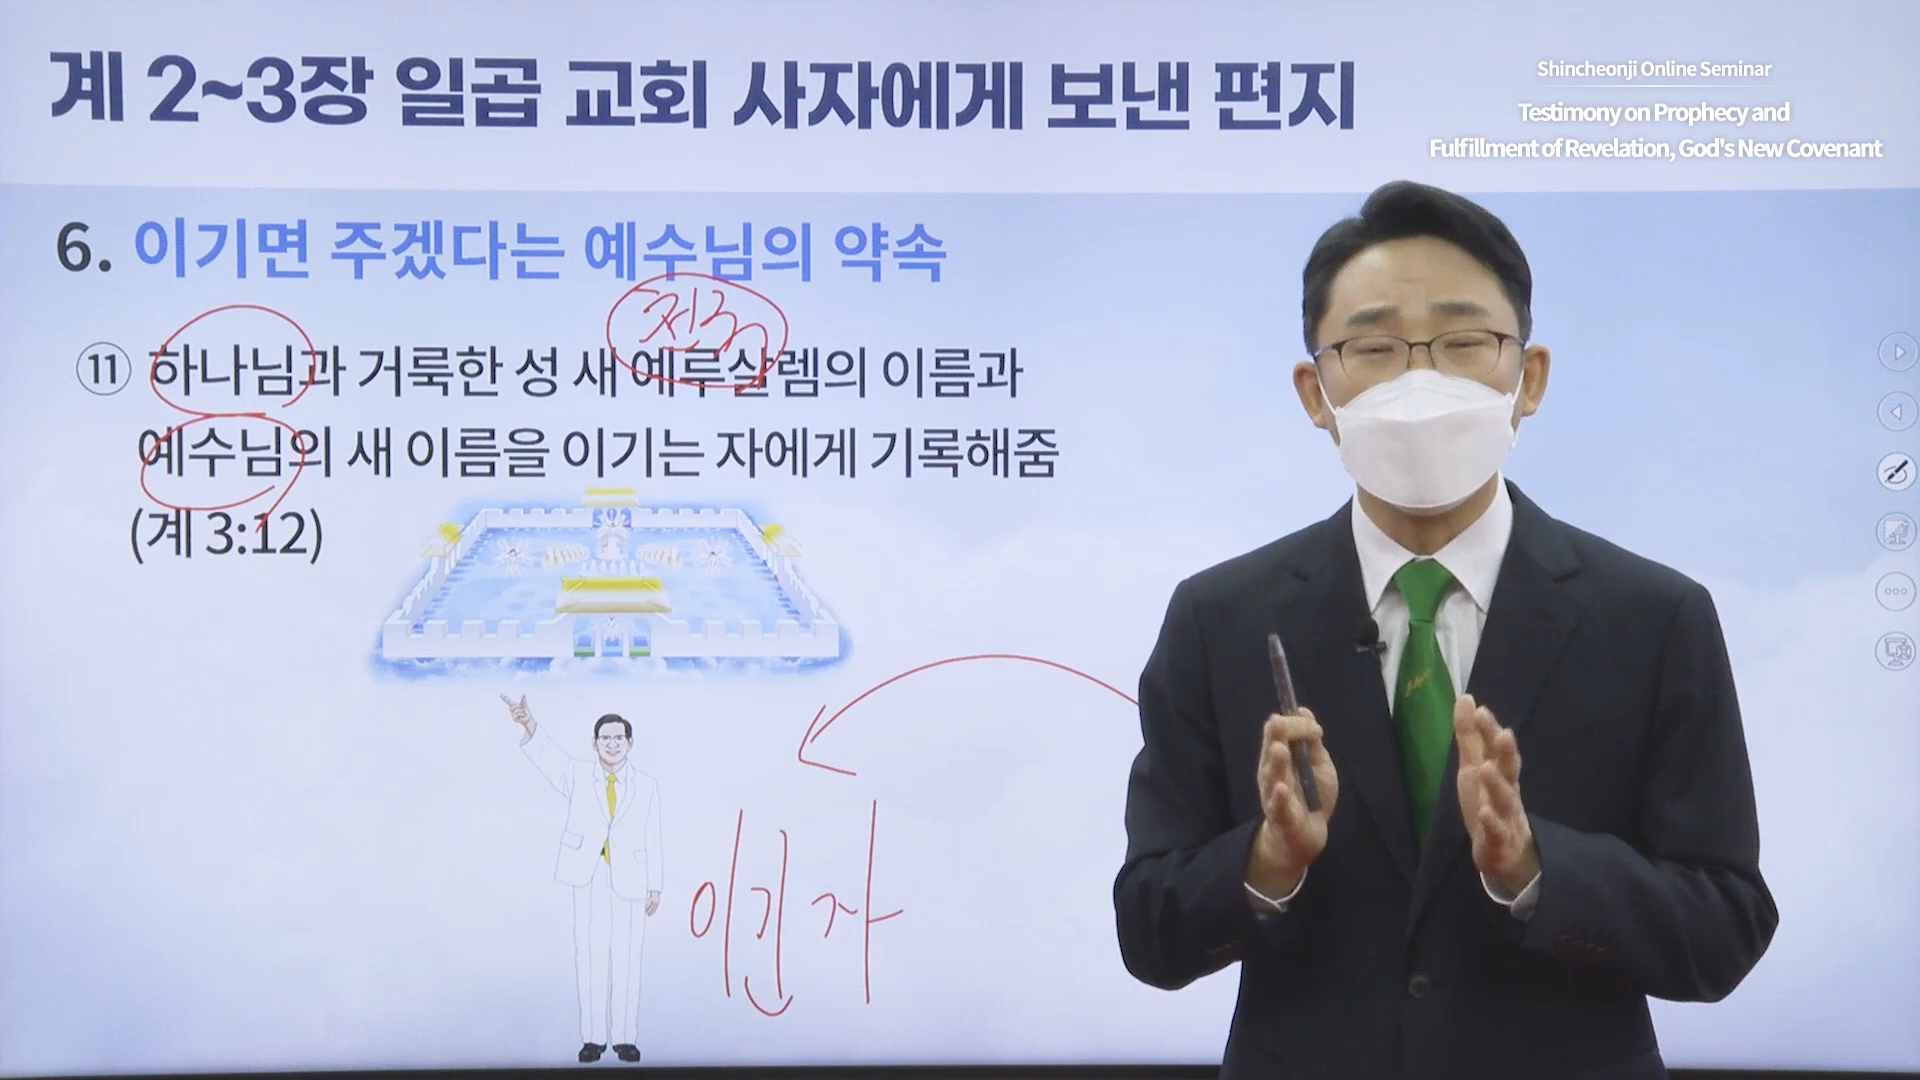 계 2~3장 일곱 교회 사자에게 보낸 편지
Shincheonji Online Seminar
Testimony on Prophecy and
Fulfillment of Revelation, God's New Covenant
6. 이기면 주겠다는 예수님의 약속
천국
⑪ 하나님과 거룩한 성 새 예루살렘의 이름과
예수님의 새 이름을 이기는 자에게 기록해줌
(계 3:12)
이긴자